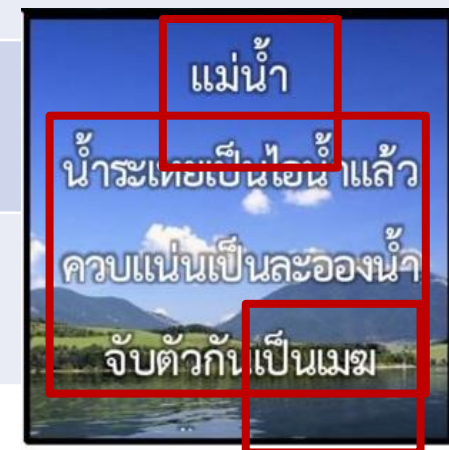 แม่น้ำ
น้ำระเหยเป็นไอน้ำแล้ว
ควบแน่นเป็นละอองน้ำ
จับตัวกันเป็นเมฆ